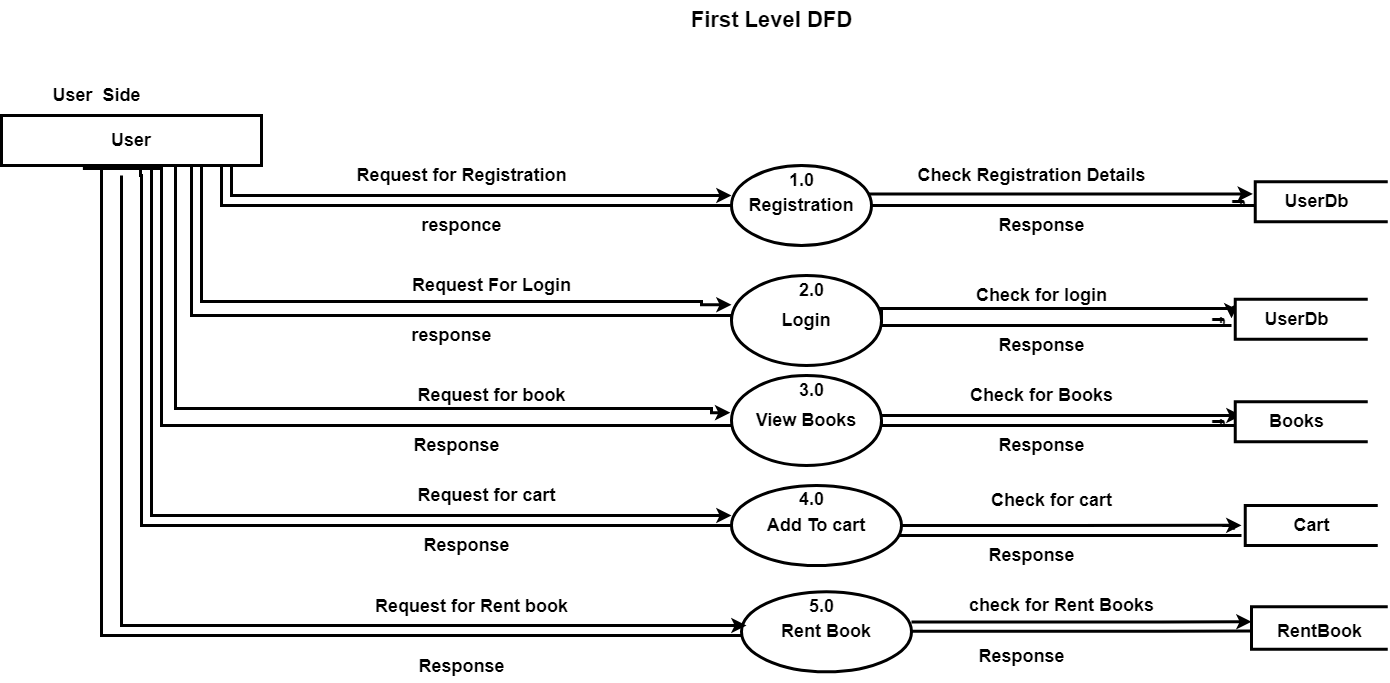 First Level DFD
User Side
User
Request for Registration
responce
1.0
Registration
Check Registration Details
Response
UserDb
Request For Login
response
2.0
Login
Check for login
Response
UserDb
Request for book
Response
3.0
View Books
Check for Books
Response
Books
Request for cart
Response
4.0
Add To cart
Check for cart
Response
Cart
Request for Rent book
Response
5.0
Rent Book
check for Rent Books
Response
RentBook